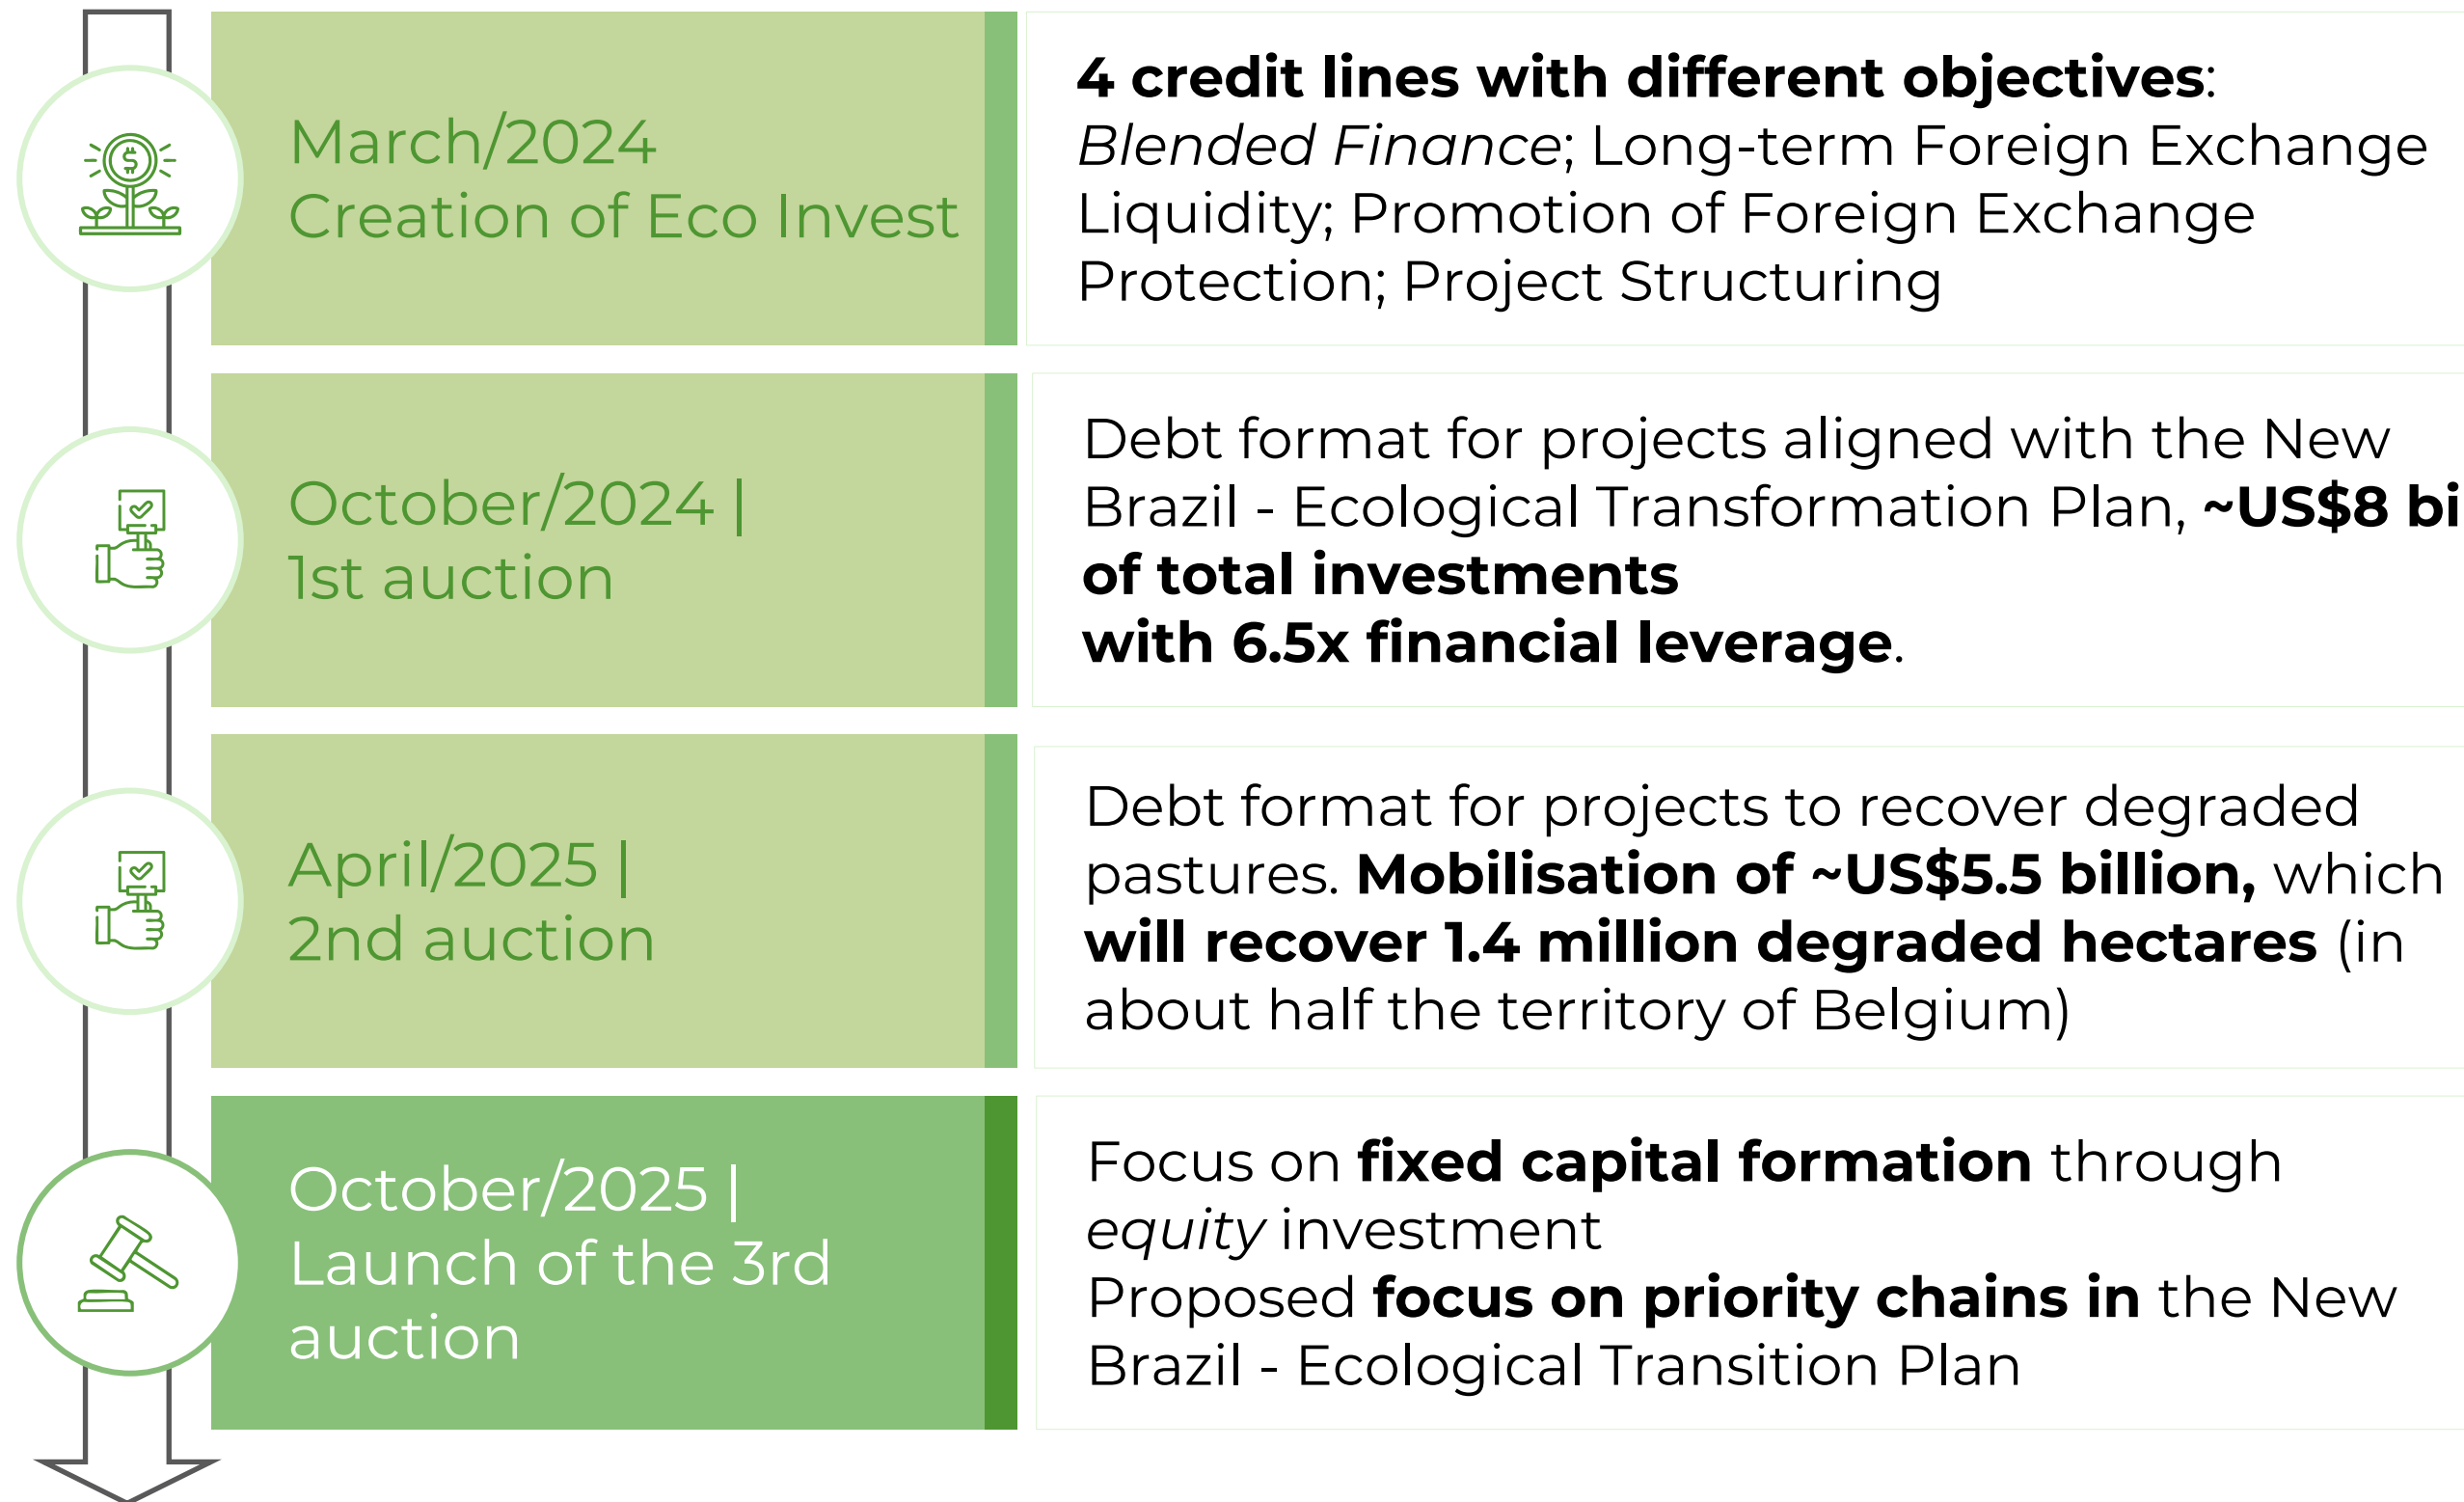 March/2024
Creation of Eco Invest
4 credit lines with different objectives:
Blended Finance; Long-term Foreign Exchange
Liquidity; Promotion of Foreign Exchange
Protection; Project Structuring
October/2024 |
1st auction
Debt format for projects aligned with the New
Brazil - Ecological Transformation Plan, ~US$8 bi
of total investments
with 6.5x financial leverage.
April/2025 |
2nd auction
Debt format for projects to recover degraded
pastures. Mobilisation of ~US$5.5 billion, which
will recover 1.4 million degraded hectares (in
about half the territory of Belgium)
October/2025 |
Launch of the 3rd
auction
Focus on fixed capital formation through
equity investment
Proposed focus on priority chains in the New
Brazil - Ecological Transition Plan